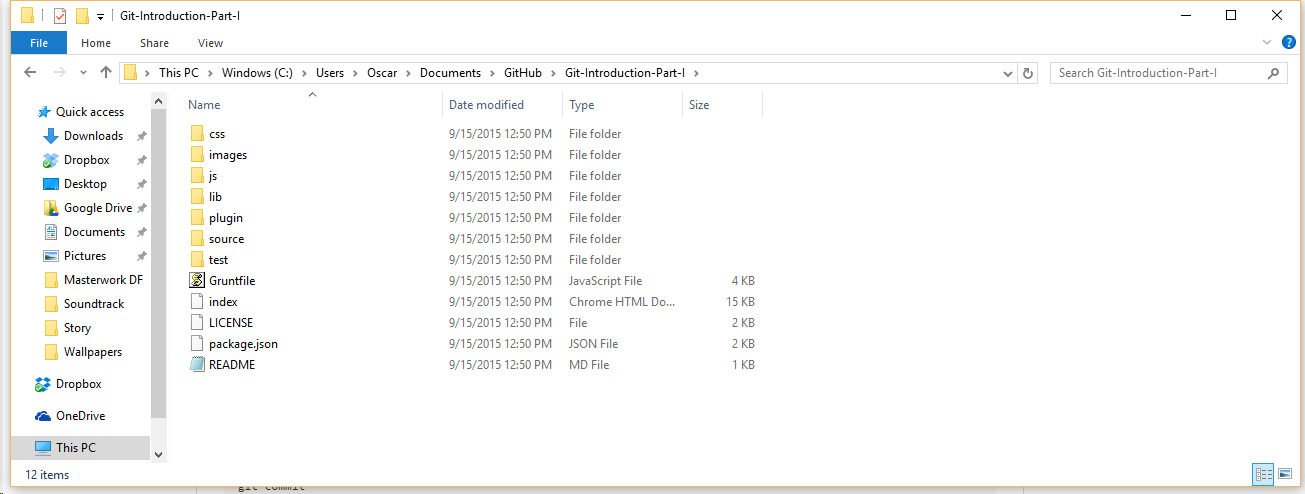 Git-Introduction-Part-I
File Home Share View
This PC Windows (C:) Users Oscar Documents GitHub Git-Introduction-Part-I
Search Git-Introduction-Part-I
Quick access
Downloads
Dropbox
Desktop
Google Drive
Documents
Pictures
Masterwork DF
Soundtrack
Story
Wallpapers
Dropbox
OneDrive
This PC
Name Date modified Type Size
css 9/15/2015 12:50 PM File folder
images 9/15/2015 12:50 PM File folder
js 9/15/2015 12:50 PM File folder
lib 9/15/2015 12:50 PM File folder
plugin 9/15/2015 12:50 PM File folder
source 9/15/2015 12:50 PM File folder
test 9/15/2015 12:50 PM File folder
Gruntfile 9/15/2015 12:50 PM JavaScript File 4 KB
index 9/15/2015 12:50 PM Chrome HTML Do... 15 KB
LICENSE 9/15/2015 12:50 PM File 2 KB
package.json 9/15/2015 12:50 PM JSON File 2 KB
README 9/15/2015 12:50 PM MD File 1 KB
12 items
git commit